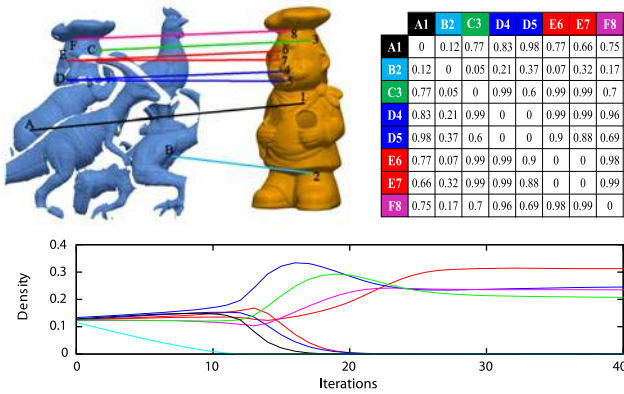 F
C
E
D
A
B
8
3
6
7
4
1
2
A1 B2 C3 D4 D5 E6 E7 F8
A1 0 0.12 0.77 0.83 0.98 0.77 0.66 0.75
B2 0.12 0 0.05 0.21 0.37 0.07 0.32 0.17
C3 0.77 0.05 0 0.99 0.6 0.99 0.99 0.7
D4 0.83 0.21 0.99 0 0 0.99 0.99 0.96
D5 0.98 0.37 0.6 0 0 0.9 0.88 0.69
E6 0.77 0.07 0.99 0.99 0.9 0 0 0.98
E7 0.66 0.32 0.99 0.99 0.88 0 0 0.99
F8 0.75 0.17 0.7 0.96 0.69 0.98 0.99 0
Density
0.4
0.3
0.2
0.1
0
0 10 20 30 40
Iterations